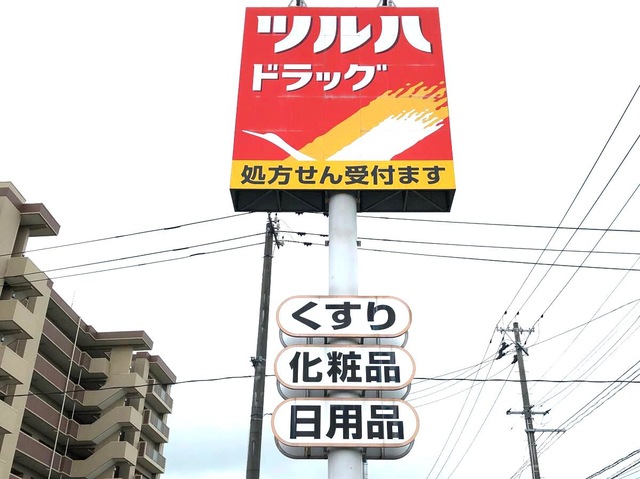 ツルハ
ドラッグ
処方せん受付ます
くすり
化粧品
日用品